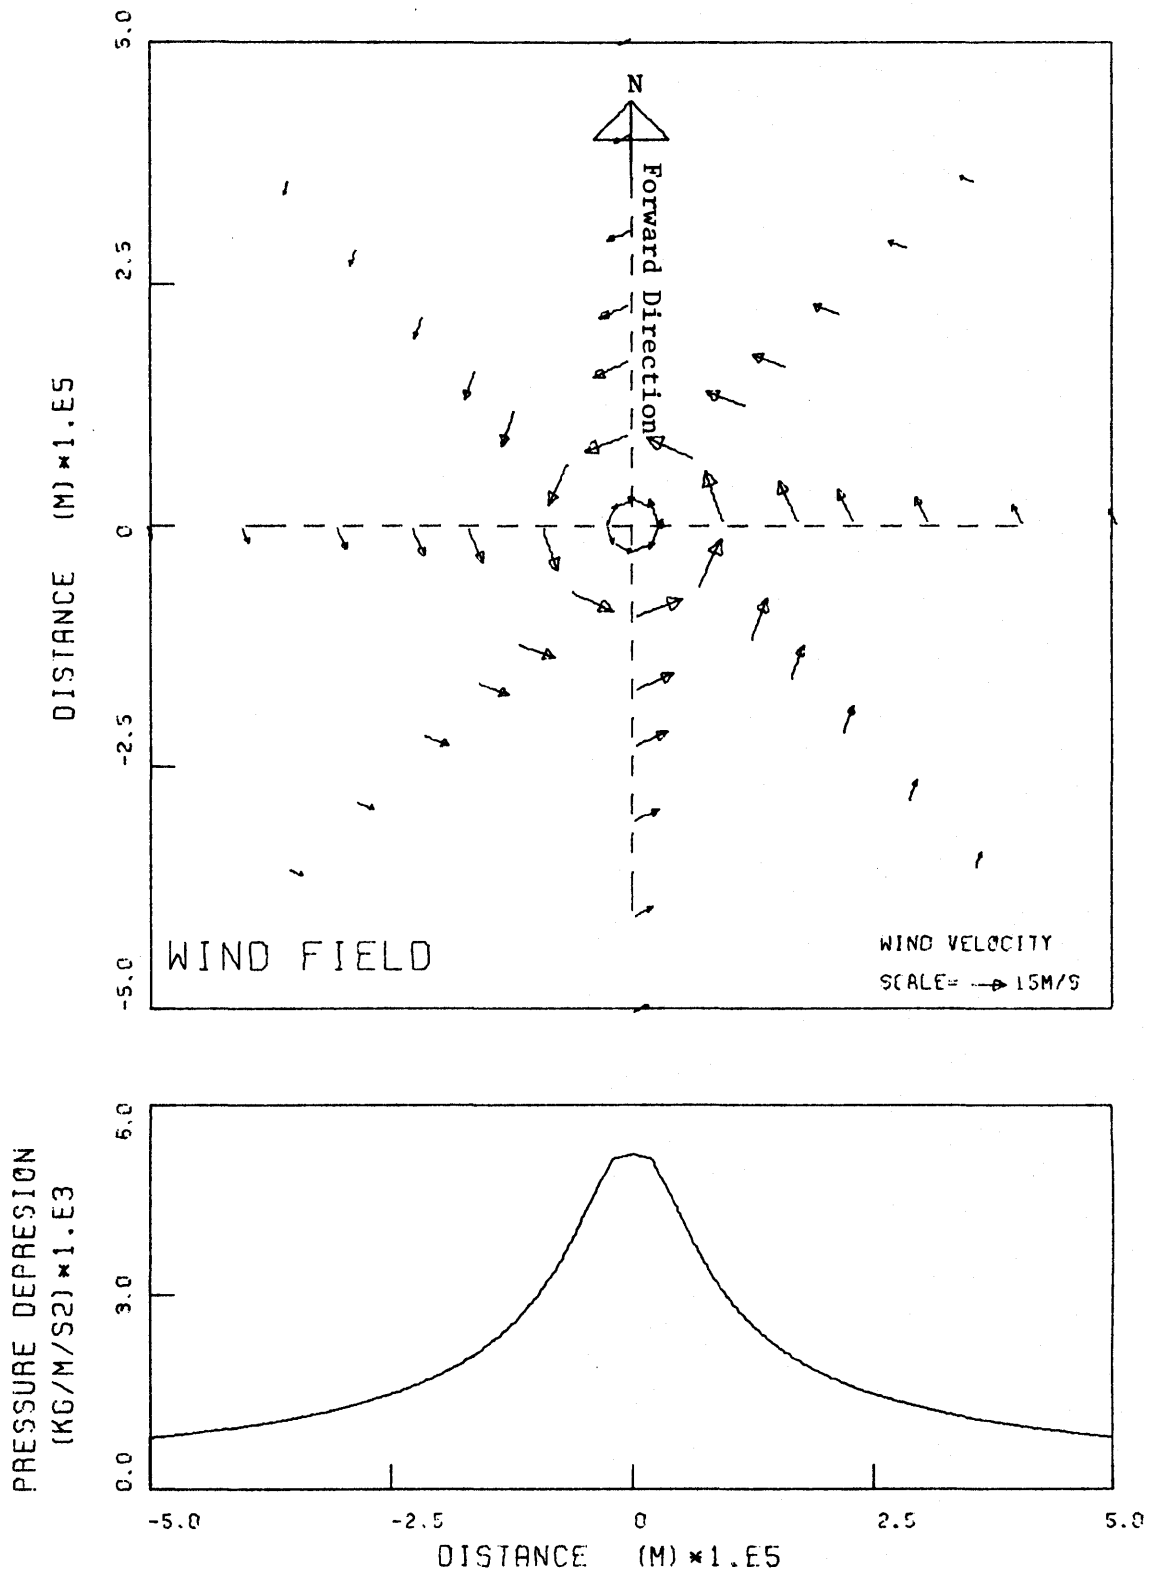 5.0
N
Forward Direction
2.5
DISTANCE (M)*1.E5
0
-2.5
-5.0
WIND FIELD
WIND VELOCITY
SCALE= 15M/S
6.0
PRESSURE DEPRESION
(KG/M/S2)*1.E3
3.0
0.0
-5.0 -2.5 0 2.5 5.0
DISTANCE (M)*1.E5